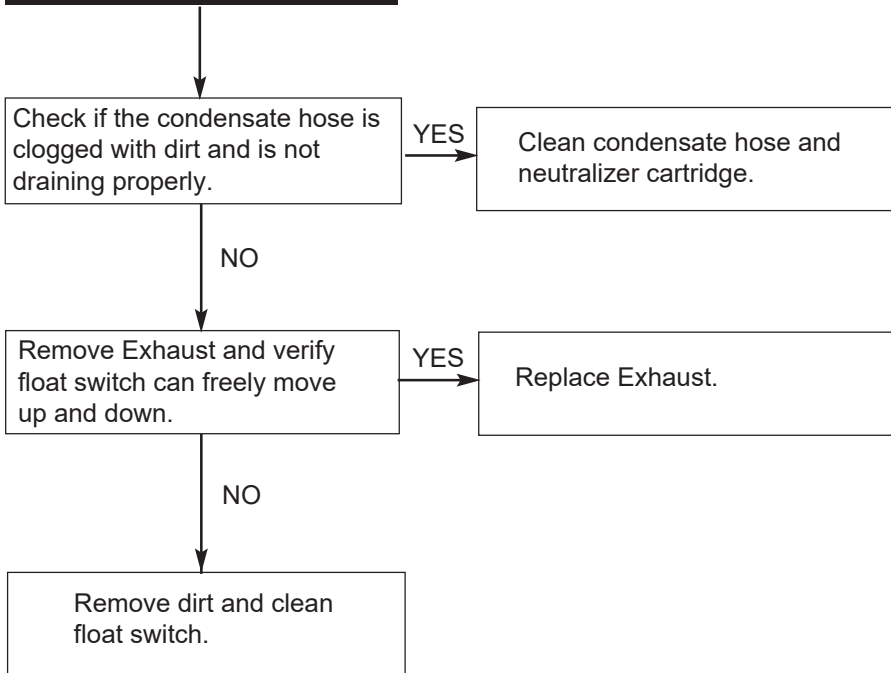 Check if the condensate hose is
clogged with dirt and is not
draining properly.
YES
Clean condensate hose and
neutralizer cartridge.
NO
Remove Exhaust and verify
float switch can freely move
up and down.
YES
Replace Exhaust.
NO
Remove dirt and clean
float switch.